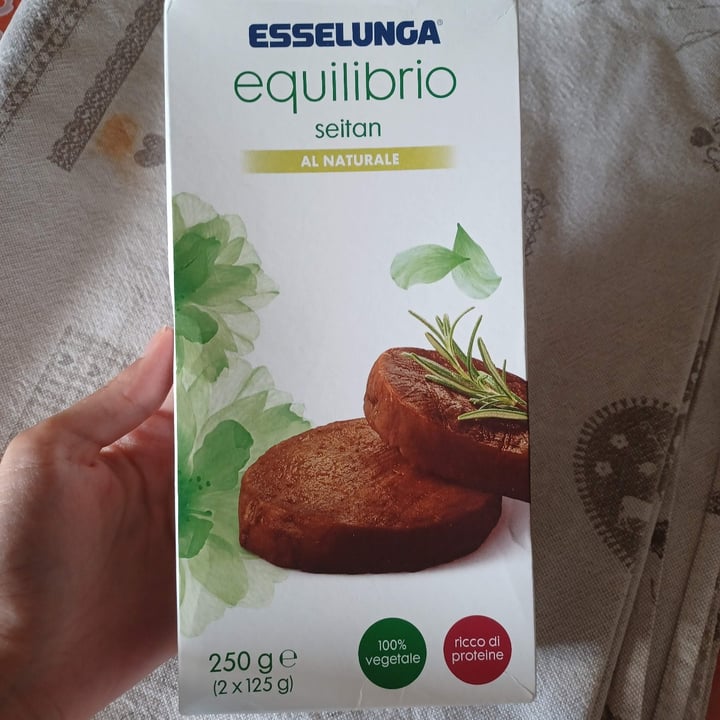 ESSELUNGA®
equilibrio
seitan
AL NATURALE
250 g e
(2 x 125 g)
100%
vegetale
ricco di
proteine